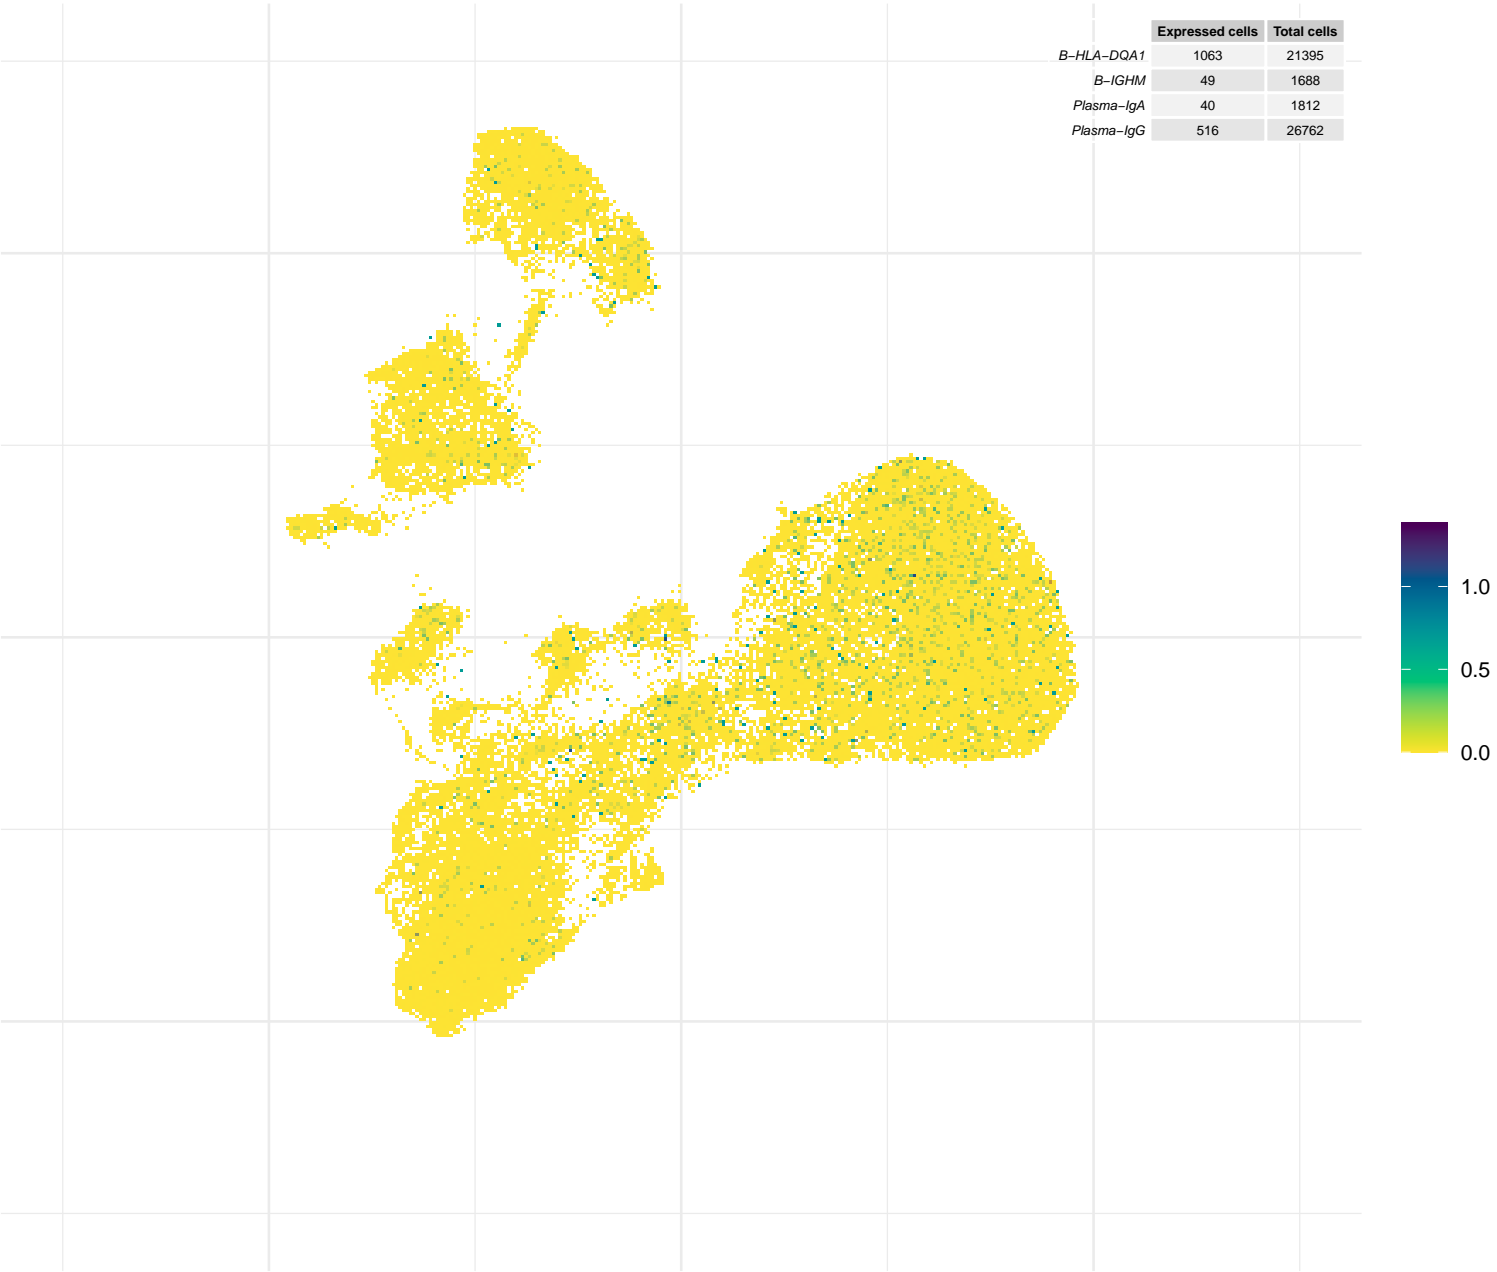 Expressed cells Total cells
B−HLA−DQA1 1063 21395
B−IGHM 49 1688
Plasma−IgA 40 1812
Plasma−IgG 516 26762
1.0
0.5
0.0